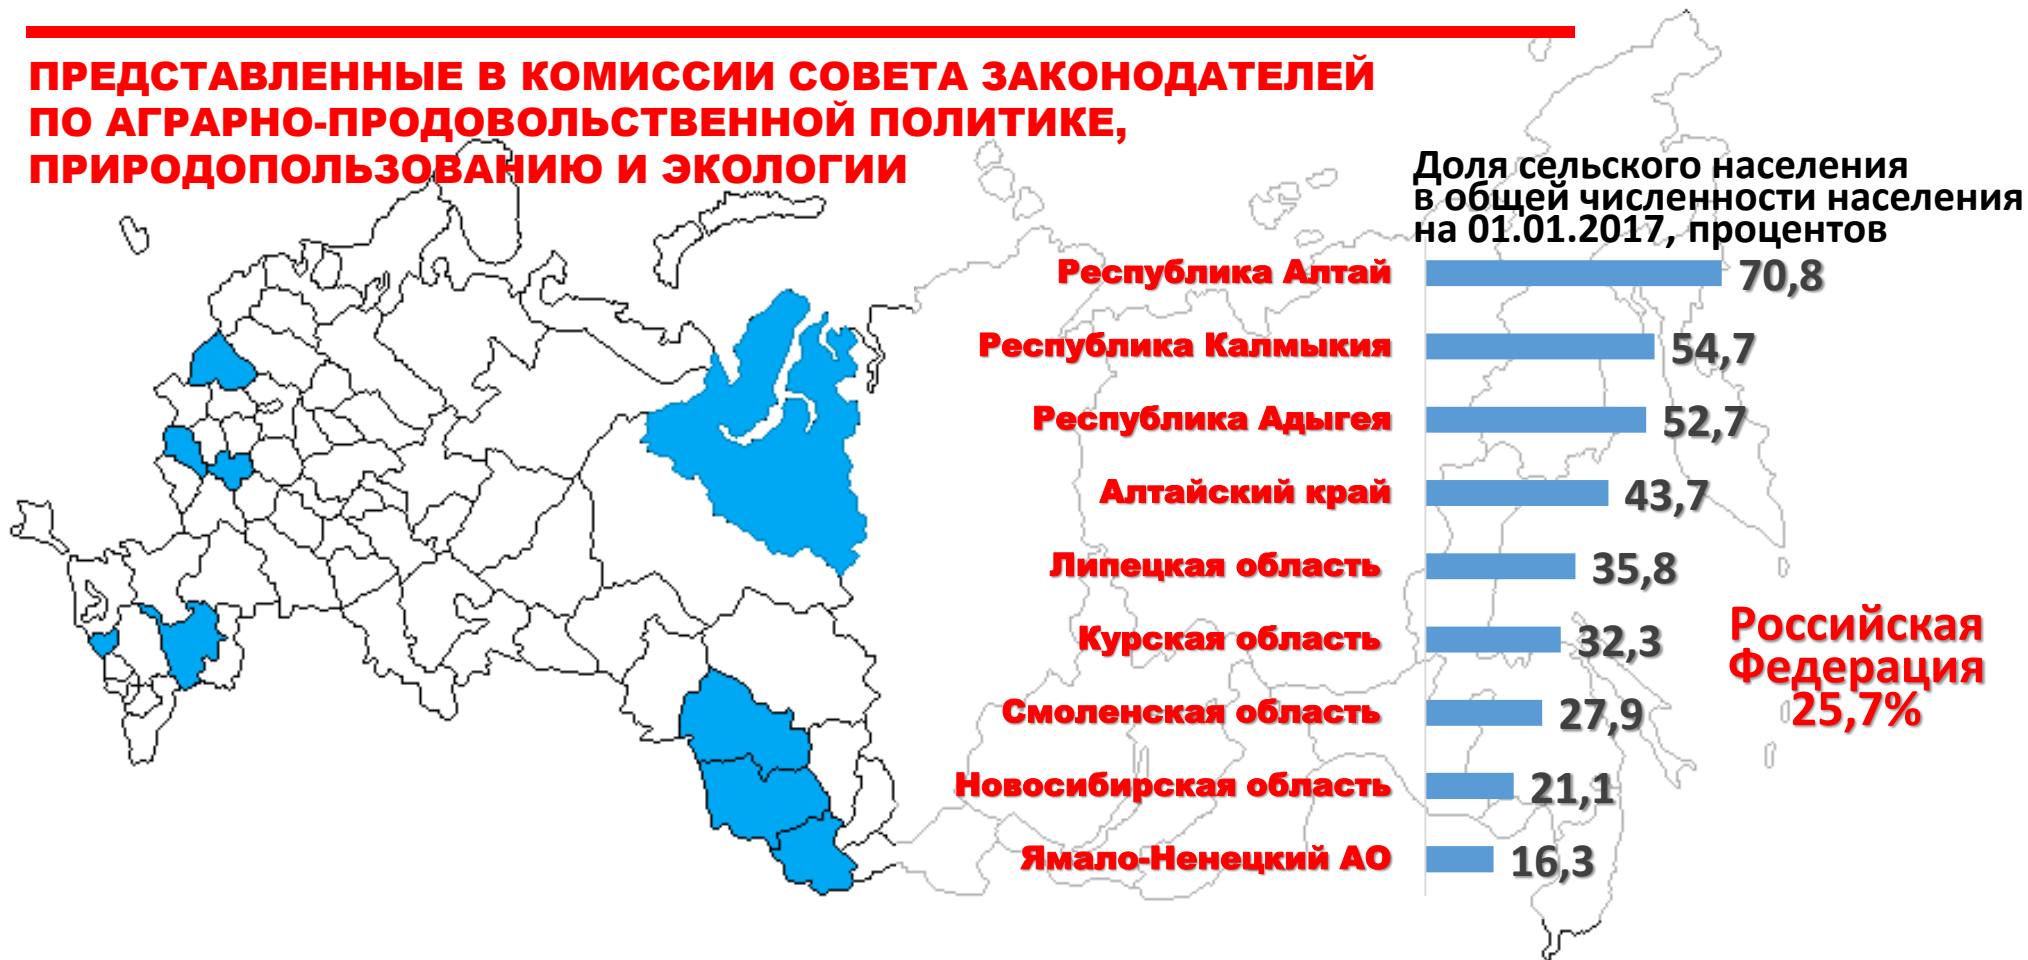 ПРЕДСТАВЛЕННЫЕ В КОМИССИИ СОВЕТА ЗАКОНОДАТЕЛЕЙ
ПО АГРАРНО-ПРОДОВОЛЬСТВЕННОЙ ПОЛИТИКЕ,
ПРИРОДОПОЛЬЗОВАНИЮ И ЭКОЛОГИИ
Доля сельского населения
в общей численности населения
на 01.01.2017, процентов
Республика Алтай 70,8
Республика Калмыкия 54,7
Республика Адыгея 52,7
Алтайский край 43,7
Липецкая область 35,8
Курская область 32,3
Смоленская область 27,9
Новосибирская область 21,1
Ямало-Ненецкий АО 16,3
Российская
Федерация
25,7%